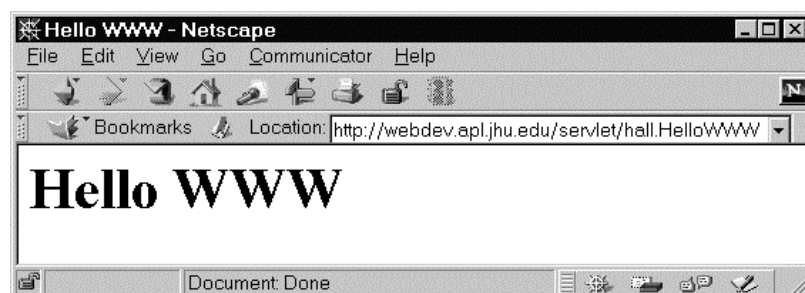 Hello WWW - Netscape
File Edit View Go Communicator Help
N
Bookmarks Location: http://webdev.apl.jhu.edu/servlet/hall.HelloWWW
Hello WWW
Document: Done